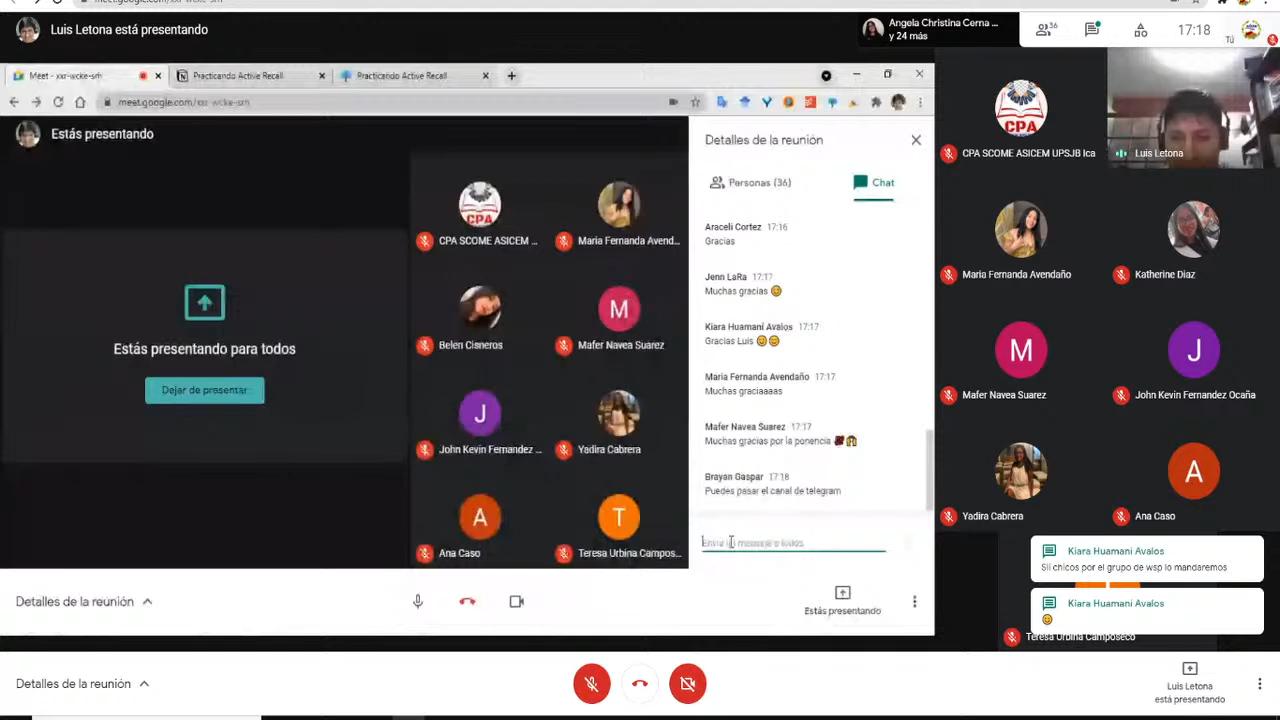 Luis Letona está presentando
Angela Christina Cerna ...
y 24 más
36
17:18
Tú
Meet - xxr-wcke-srh
Practicando Active Recall
Practicando Active Recall
meet.google.com/xxr-wcke-srh
Estás presentando
Estás presentando para todos
Dejar de presentar
CPA
CPA SCOME ASICEM ...
Maria Fernanda Avend...
Belen Cisneros
M
Mafer Navea Suarez
J
John Kevin Fernandez ...
Yadira Cabrera
A
Ana Caso
T
Teresa Urbina Campos...
Detalles de la reunión
Personas (36)
Chat
Araceli Cortez 17:16
Gracias
Jenn LaRa 17:17
Muchas gracias 😊
Kiara Huamani Avalos 17:17
Gracias Luis 😊😊
Maria Fernanda Avendaño 17:17
Muchas graciaaaas
Mafer Navea Suarez 17:17
Muchas gracias por la ponencia
Brayan Gaspar 17:18
Puedes pasar el canal de telegram
Detalles de la reunión
Estás presentando
CPA
CPA SCOME ASICEM UPSJB Ica
Luis Letona
Maria Fernanda Avendaño
Katherine Diaz
M
Mafer Navea Suarez
J
John Kevin Fernandez Ocaña
Yadira Cabrera
A
Ana Caso
Kiara Huamani Avalos
SIi chicos por el grupo de wsp lo mandaremos
Kiara Huamani Avalos
😊
Teresa Urbina Camposeco
Detalles de la reunión
Luis Letona
está presentando